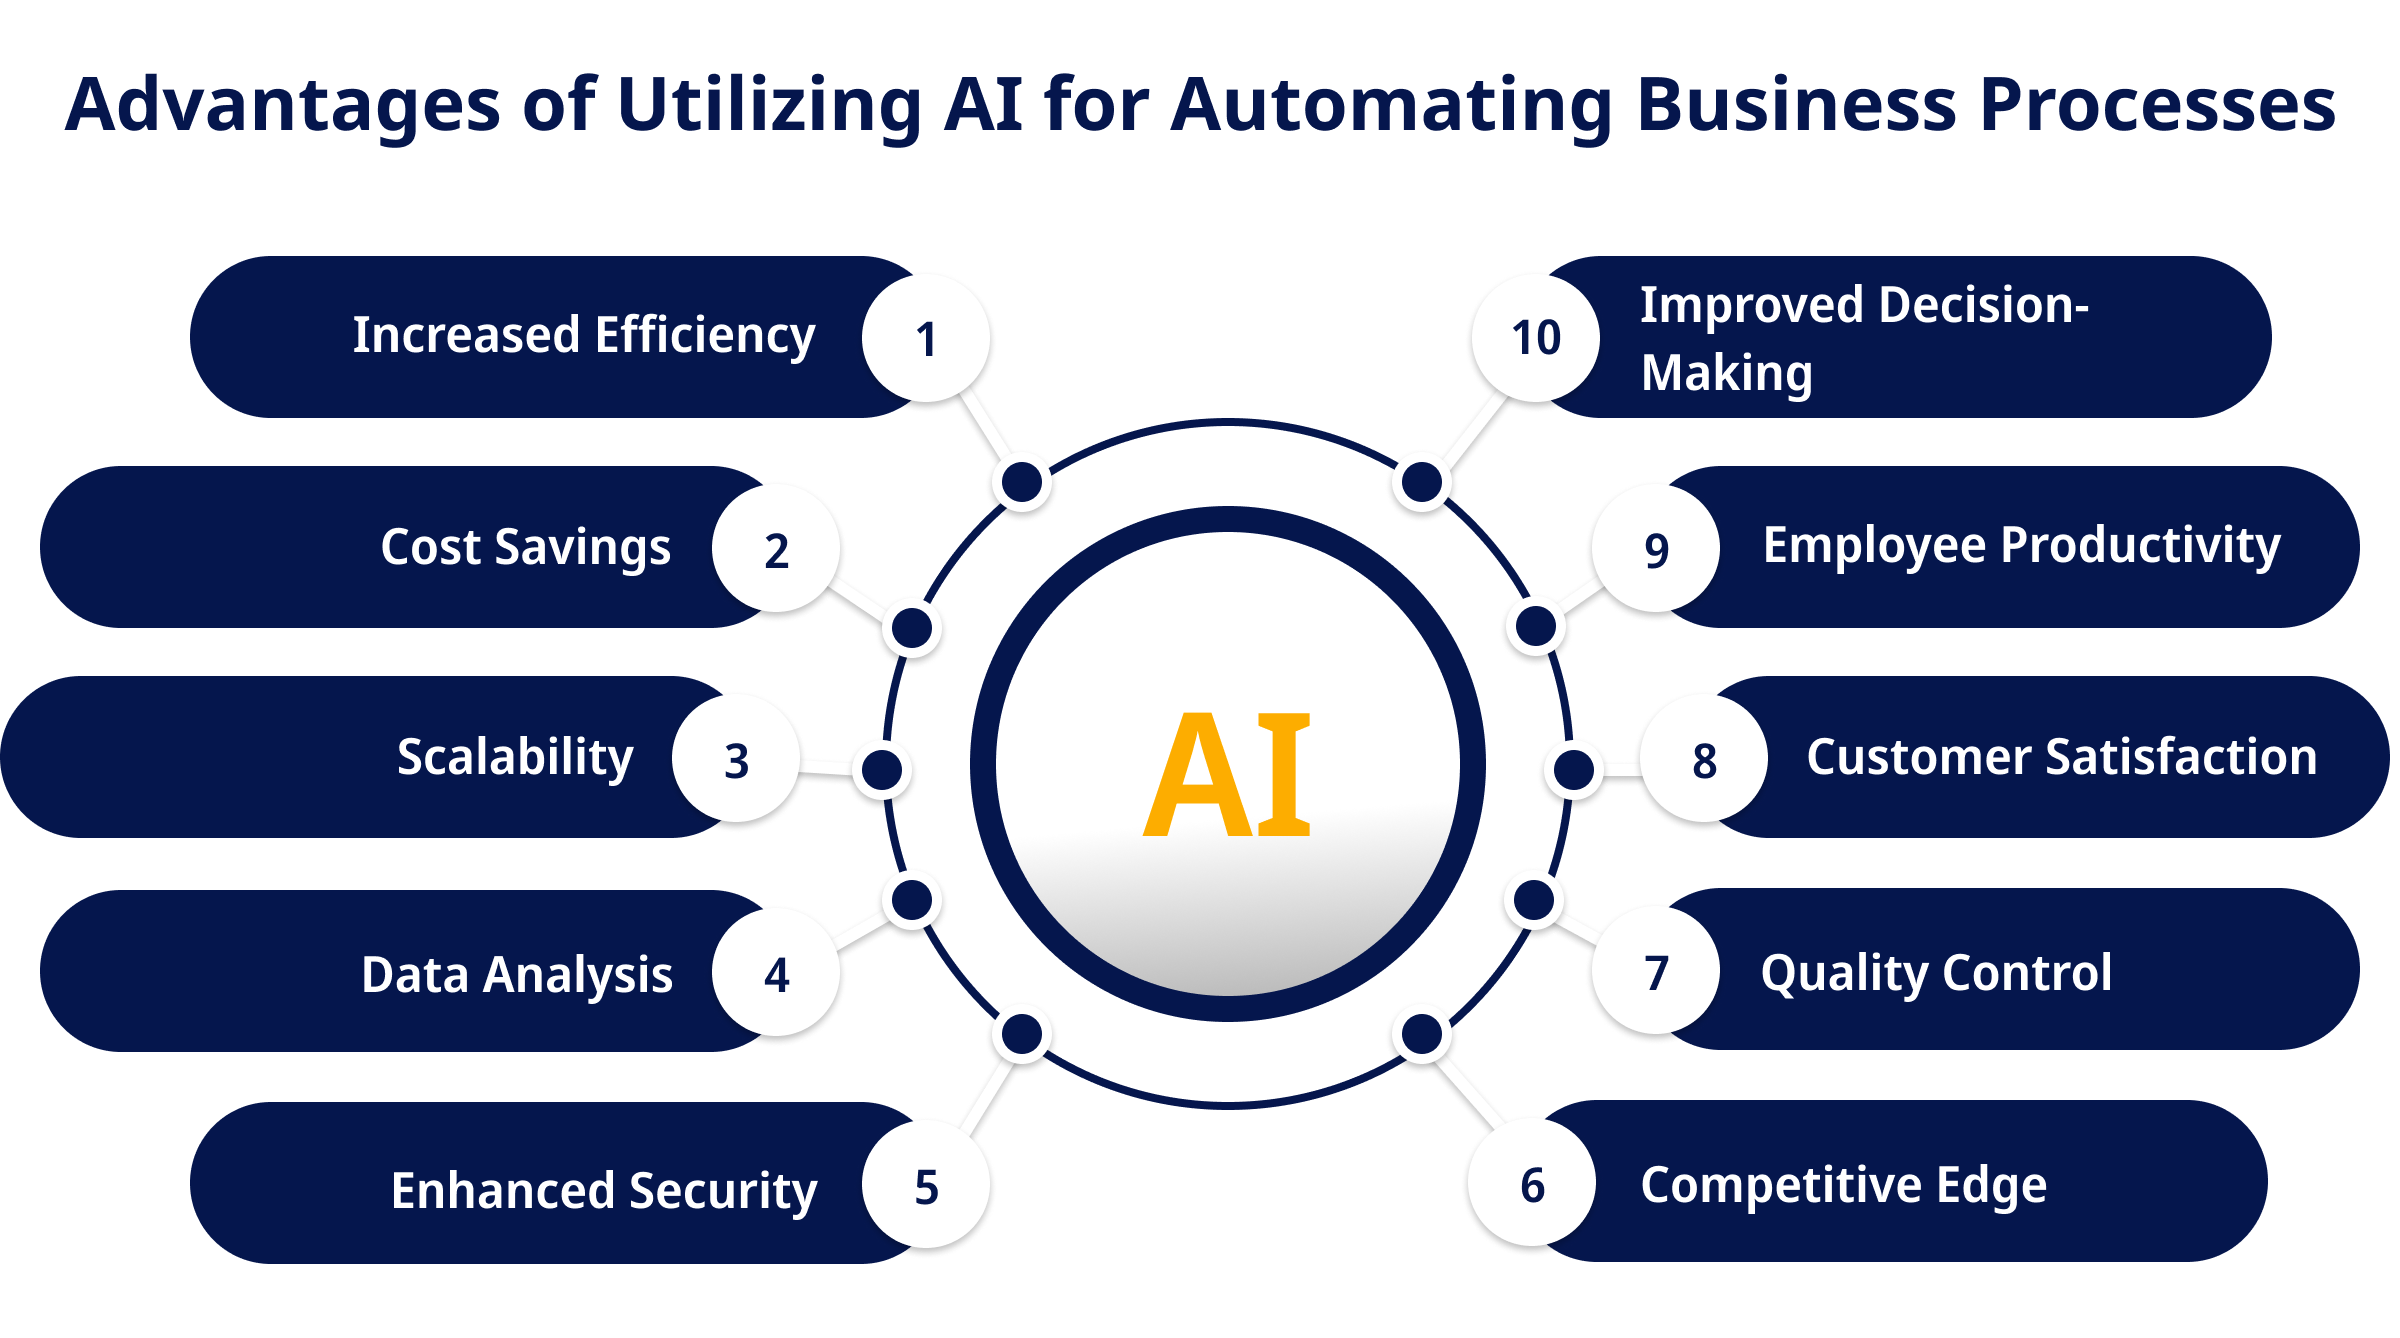 Advantages of Utilizing AI for Automating Business Processes
Increased Efficiency
1
Cost Savings
2
Scalability
3
Data Analysis
4
Enhanced Security
5
AI
10
Improved Decision-
Making
9
Employee Productivity
8
Customer Satisfaction
7
Quality Control
6
Competitive Edge